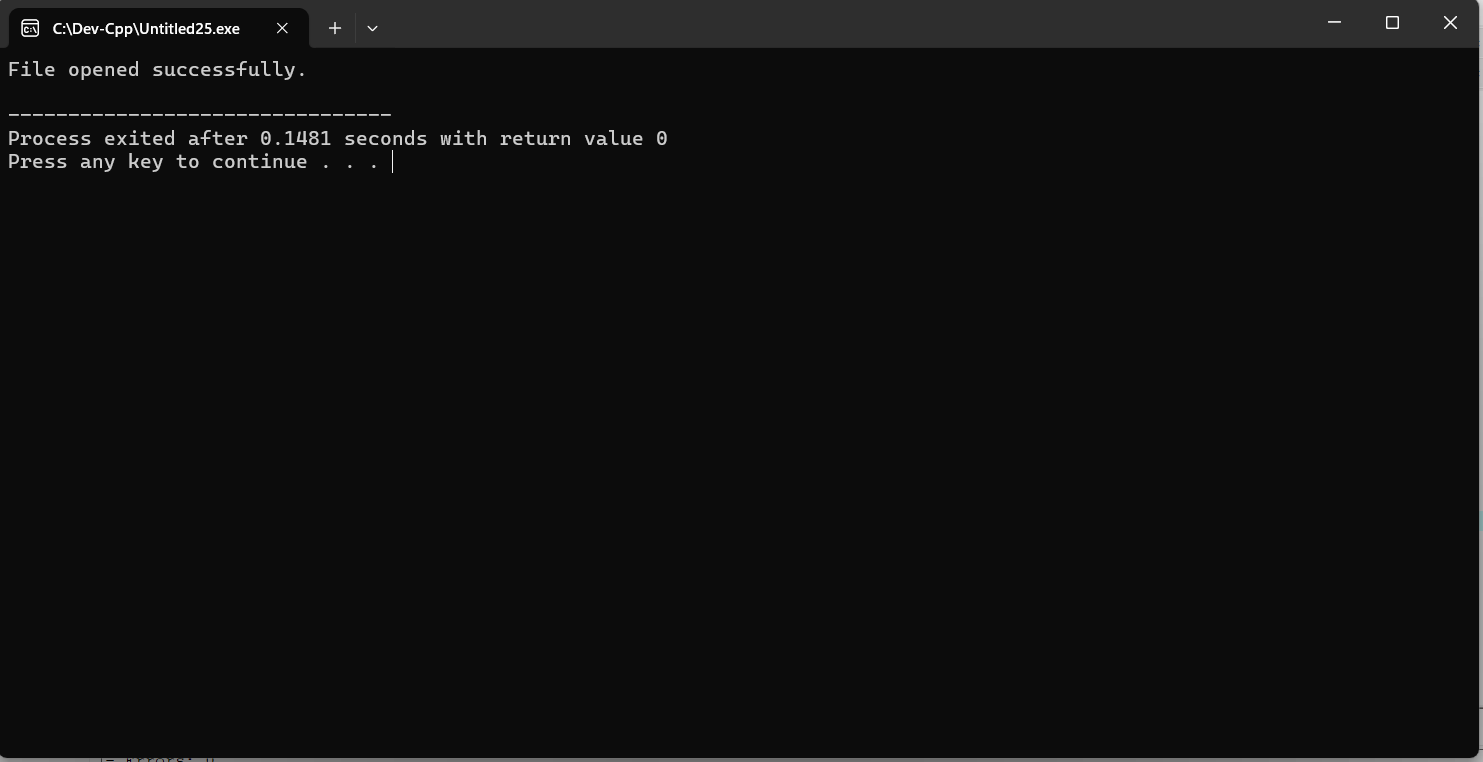 C:\Dev-Cpp\Untitled25.exe
File opened successfully.
--------------------------------
Process exited after 0.1481 seconds with return value 0
Press any key to continue . . .